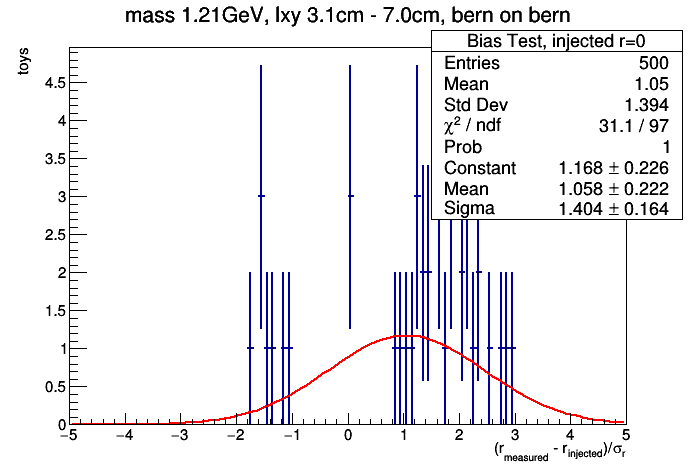 mass 1.21GeV, lxy 3.1cm - 7.0cm, bern on bern
Bias Test, injected r=0
Entries 500
Mean 1.05
Std Dev 1.394
χ² / ndf 31.1 / 97
Prob 1
Constant 1.168 ± 0.226
Mean 1.058 ± 0.222
Sigma 1.404 ± 0.164
toys
4.5
4
3.5
3
2.5
2
1.5
1
0.5
0
−5 −4 −3 −2 −1 0 1 2 3 4 5
(r_measured - r_injected)/σ_r